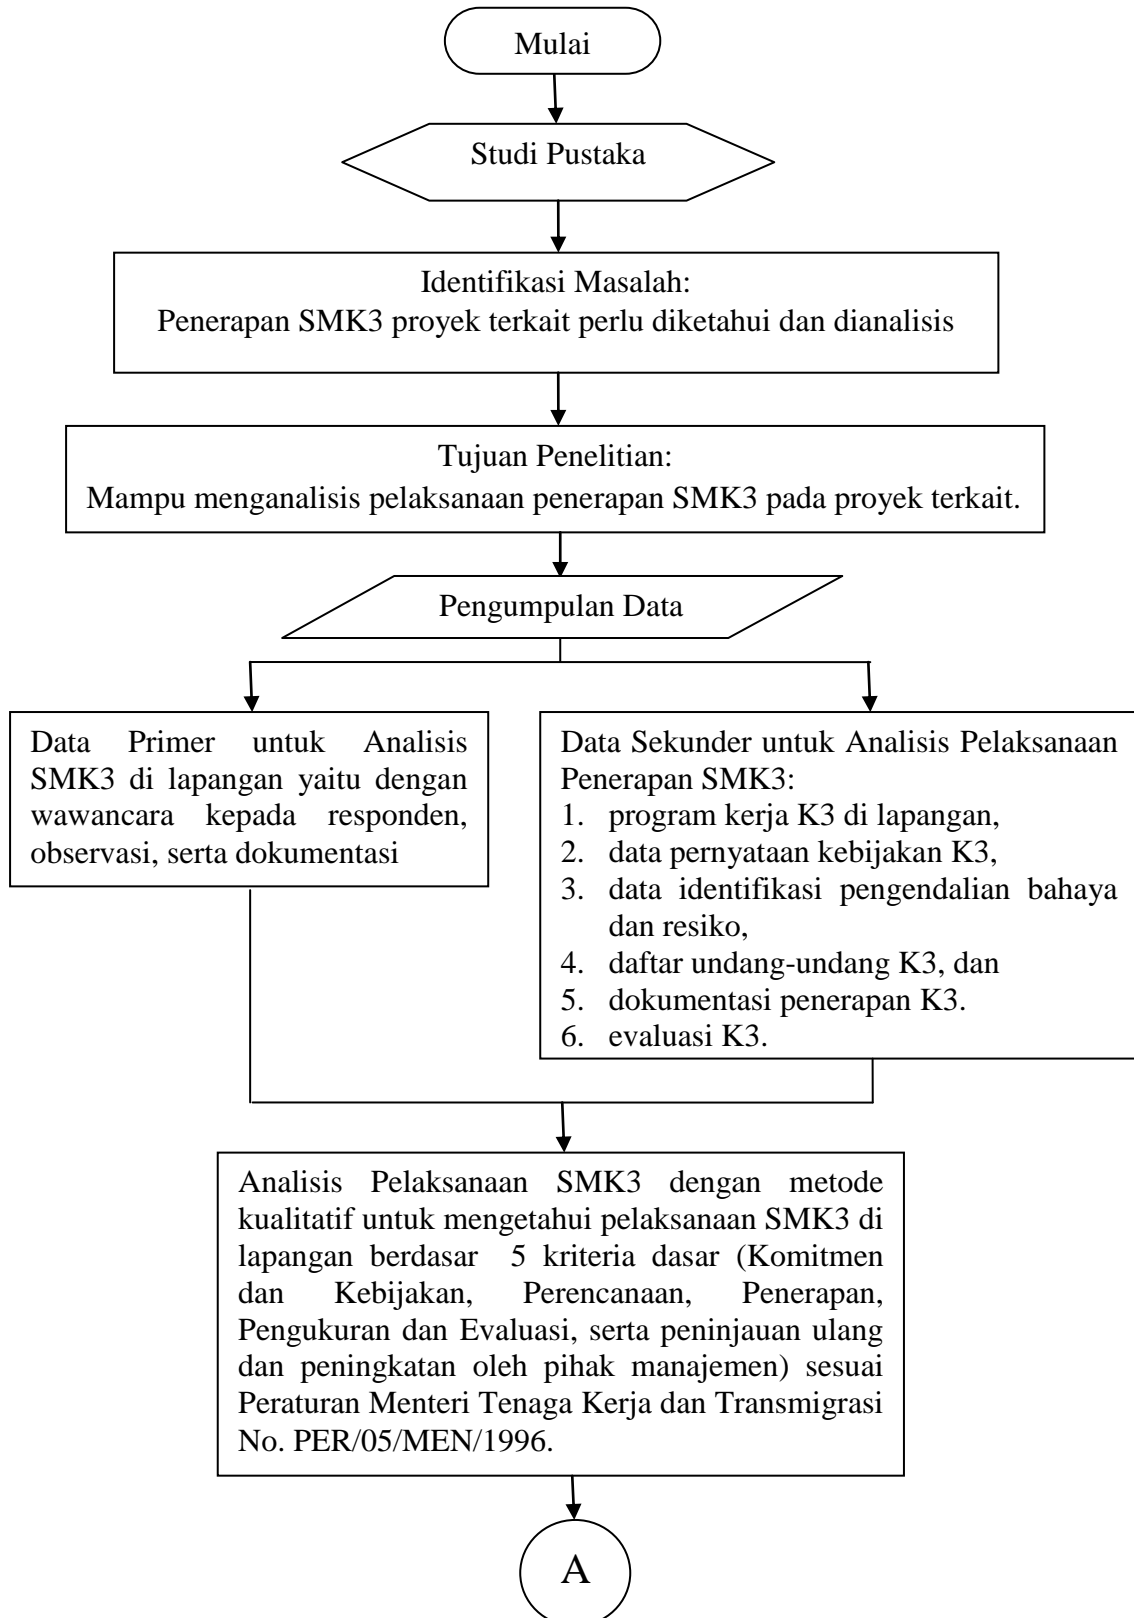 Mulai
Studi Pustaka
Identifikasi Masalah:
Penerapan SMK3 proyek terkait perlu diketahui dan dianalisis
Tujuan Penelitian:
Mampu menganalisis pelaksanaan penerapan SMK3 pada proyek terkait.
Pengumpulan Data
Data Primer untuk Analisis
SMK3 di lapangan yaitu dengan
wawancara kepada responden,
observasi, serta dokumentasi
Data Sekunder untuk Analisis Pelaksanaan
Penerapan SMK3:
1. program kerja K3 di lapangan,
2. data pernyataan kebijakan K3,
3. data identifikasi pengendalian bahaya
dan resiko,
4. daftar undang-undang K3, dan
5. dokumentasi penerapan K3.
6. evaluasi K3.
Analisis Pelaksanaan SMK3 dengan metode
kualitatif untuk mengetahui pelaksanaan SMK3 di
lapangan berdasar 5 kriteria dasar (Komitmen
dan Kebijakan, Perencanaan, Penerapan,
Pengukuran dan Evaluasi, serta peninjauan ulang
dan peningkatan oleh pihak manajemen) sesuai
Peraturan Menteri Tenaga Kerja dan Transmigrasi
No. PER/05/MEN/1996.
A